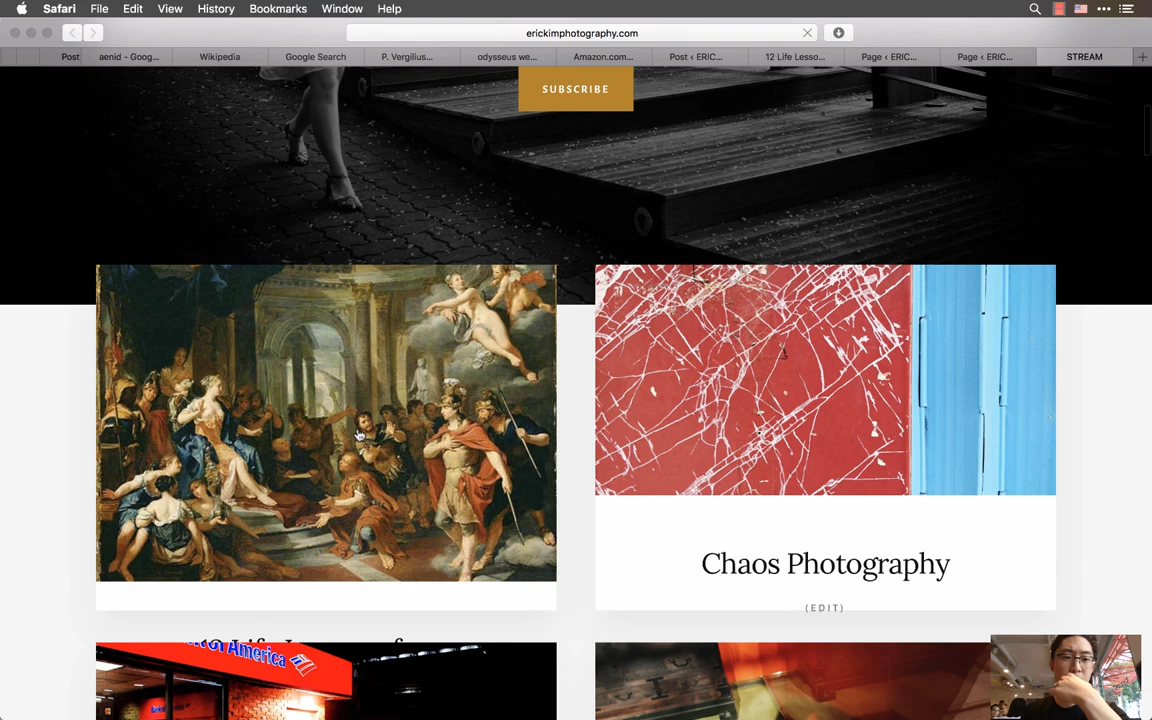 Safari File Edit View History Bookmarks Window Help
erickimphotography.com
Post aenid - Goog... Wikipedia Google Search P. Vergilius... odysseus we... Amazon.com... Post ‹ ERIC... 12 Life Lesso... Page ‹ ERIC... Page ‹ ERIC... STREAM
SUBSCRIBE
Chaos Photography
(EDIT)
of America